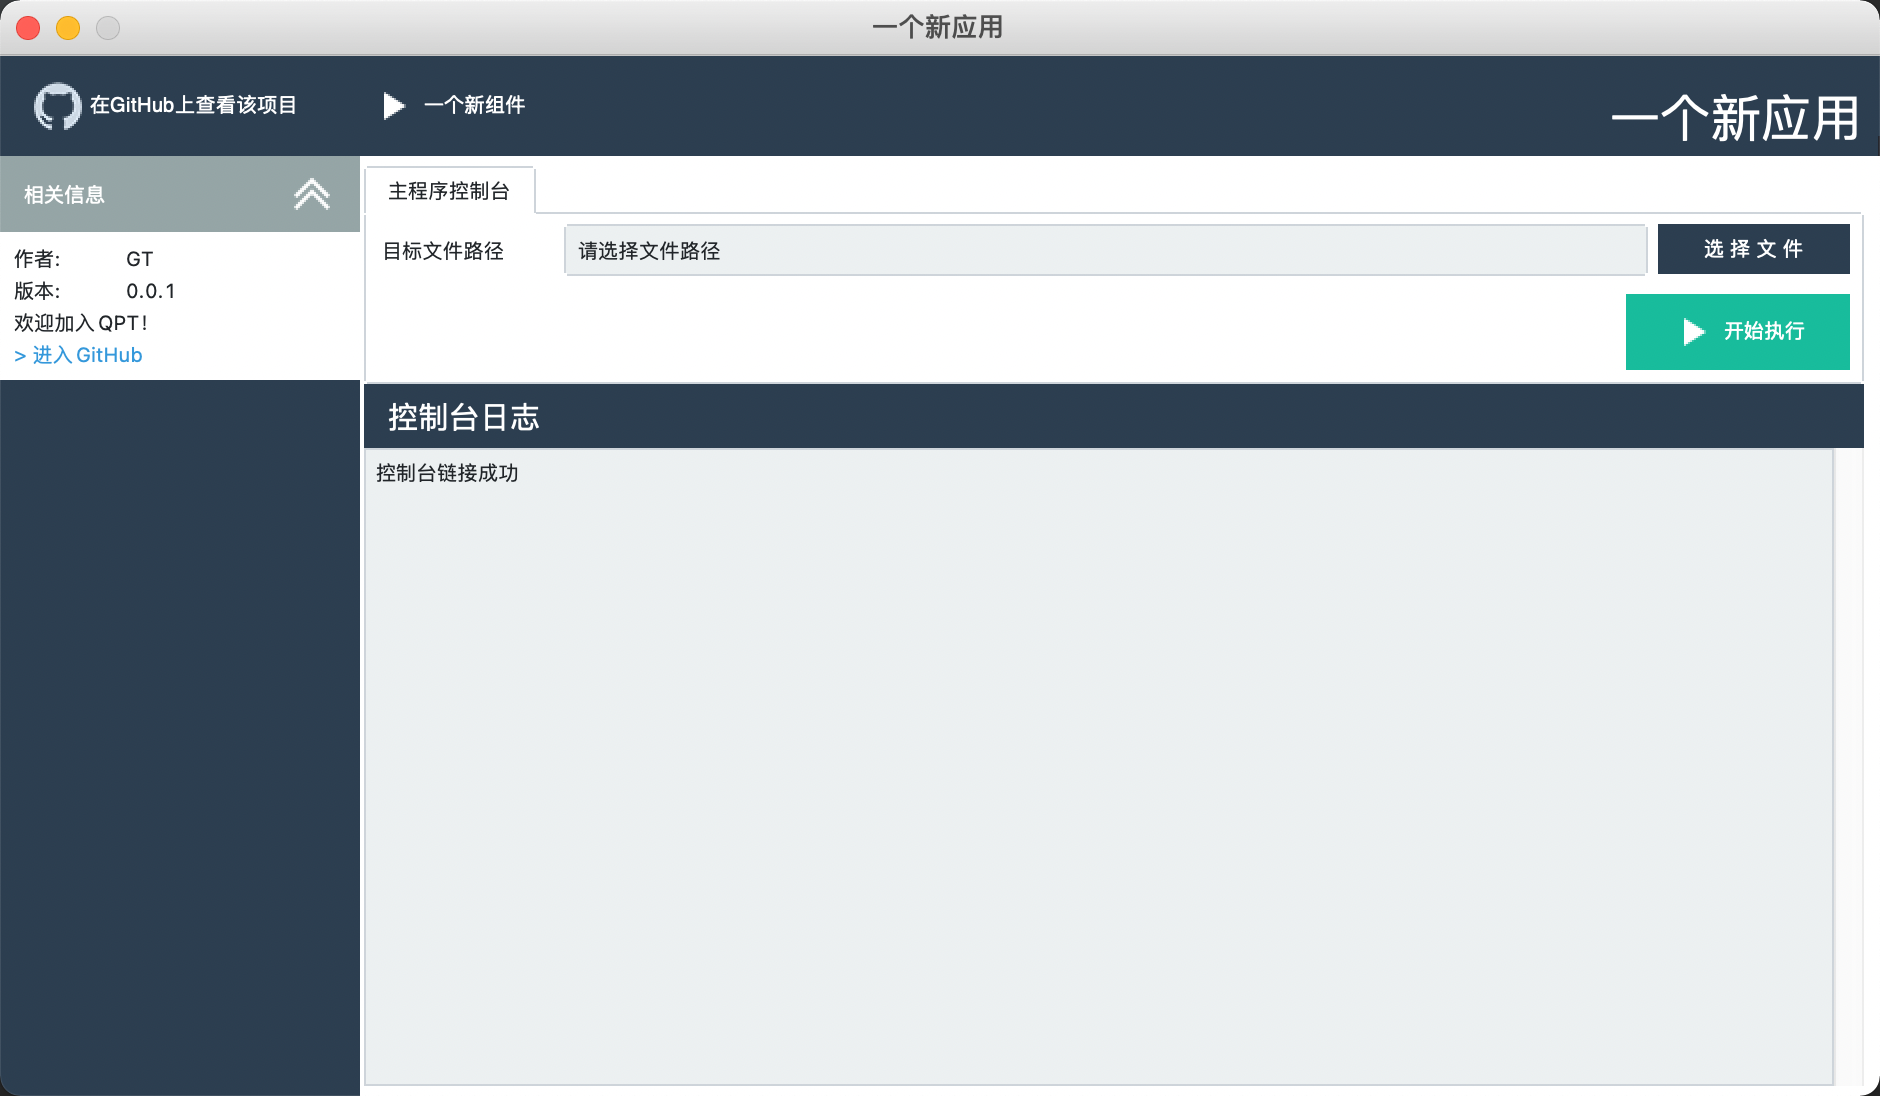 一个新应用
在GitHub上查看该项目
一个新组件
一个新应用
相关信息
作者: GT
版本: 0.0.1
欢迎加入QPT!
> 进入GitHub
主程序控制台
目标文件路径 请选择文件路径 选 择 文 件
开始执行
控制台日志
控制台链接成功